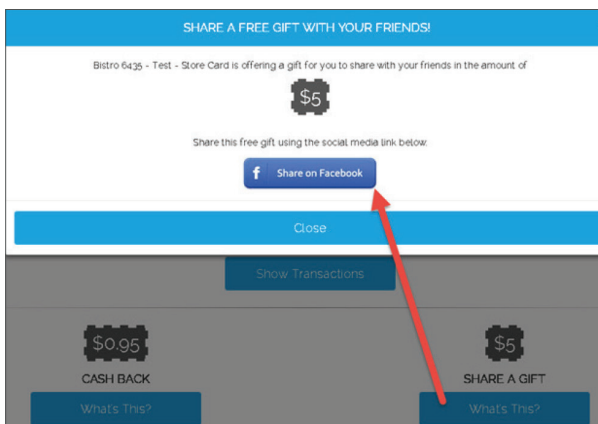 SHARE A FREE GIFT WITH YOUR FRIENDS!
Bistro 6435 - Test - Store Card is offering a gift for you to share with your friends in the amount of
$5
Share this free gift using the social media link below.
f Share on Facebook
Close
Show Transactions
$0.95 $5
CASH BACK SHARE A GIFT
What's This? What's This?